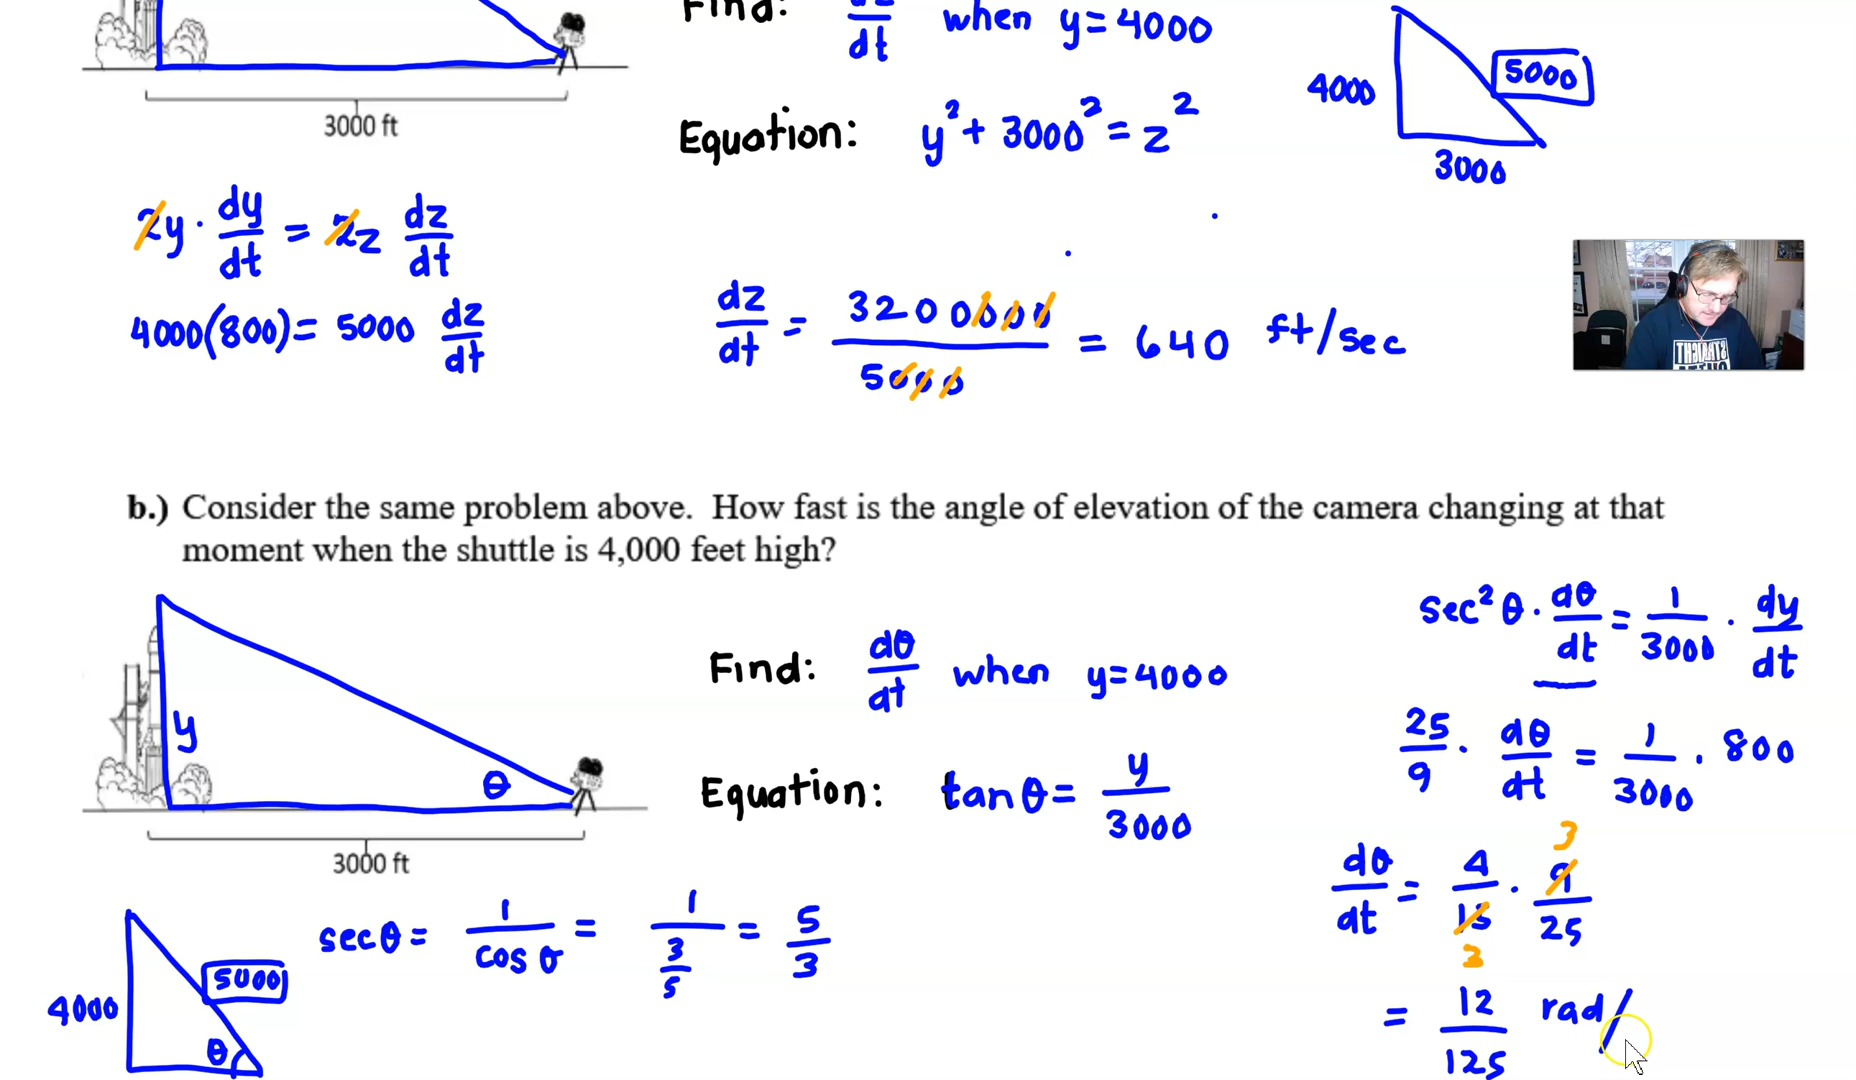 Find: dz/dt when y=4000
3000 ft
4000
5000
3000
Equation: y² + 3000² = z²
2y · dy/dt = 2z dz/dt
4000(800) = 5000 dz/dt
dz/dt = 3200000/5000 = 640 ft/sec
b.) Consider the same problem above. How fast is the angle of elevation of the camera changing at that
moment when the shuttle is 4,000 feet high?
y
θ
3000 ft
Find: dθ/dt when y=4000
Equation: tanθ = y/3000
sec²θ · dθ/dt = 1/3000 · dy/dt
25/9 · dθ/dt = 1/3000 · 800
3
dθ/dt = 4/15 · 9/25
= 12/125 rad/
4000
5000
θ
secθ = 1/cosθ = 1/(3/5) = 5/3